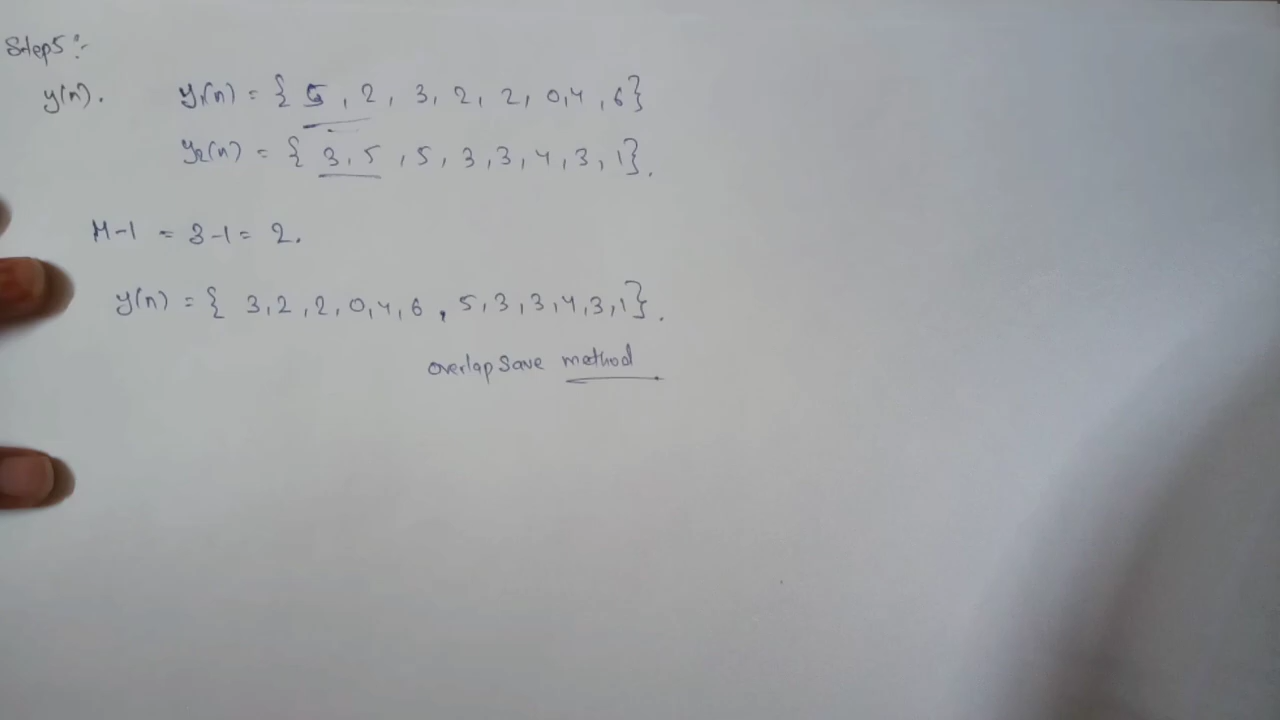 Step5:-
y(n). y1(n) = { 5, 2, 3, 2, 2, 0,4, 6}
y2(n) = { 3, 5, 5, 3, 3, 4, 3, 1}.
M-1 = 3-1= 2.
y(n) = { 3,2,2,0,4,6, 5,3,3,4,3,1}.
overlap save method